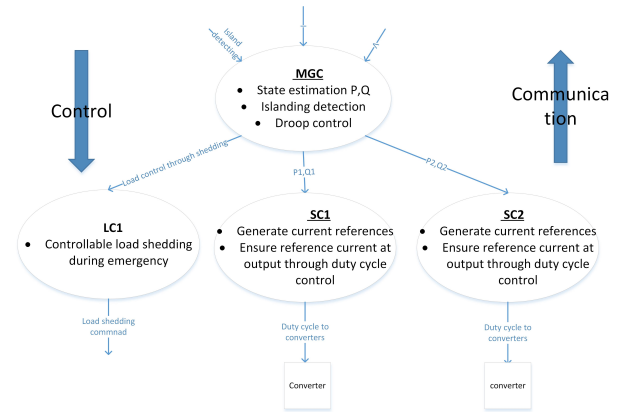 Island
detecting
MGC
• State estimation P,Q
• Islanding detection
• Droop control
Control
Communica
tion
Load control through shedding
P1,Q1
P2,Q2
LC1
• Controllable load shedding
during emergency
SC1
• Generate current references
• Ensure reference current at
output through duty cycle
control
SC2
• Generate current references
• Ensure reference current at
output through duty cycle
control
Load shedding
commnad
Duty cycle to
converters
Duty cycle to
converters
Converter
converter